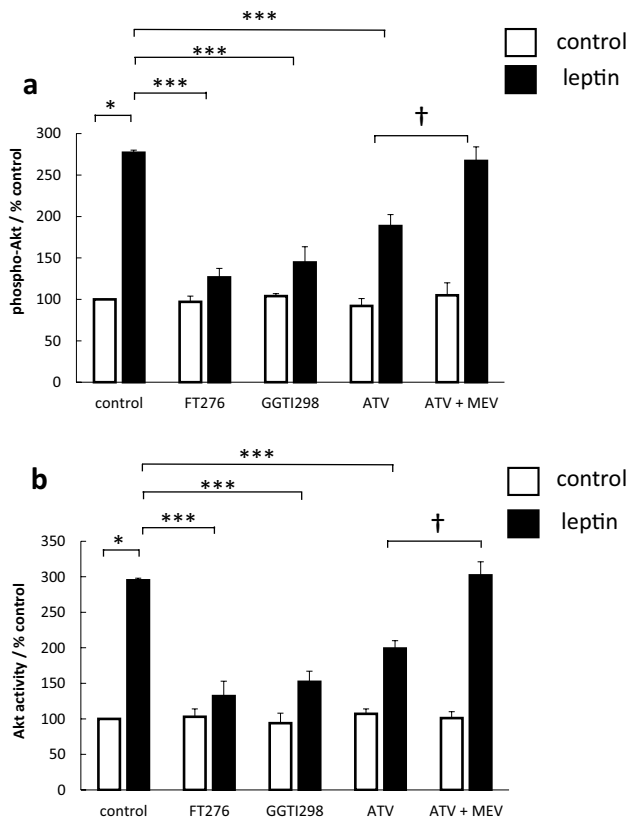 ***
control
***
leptin
a
***
*
†
300
250
200
150
100
50
0
phospho-Akt / % control
control FT276 GGTI298 ATV ATV + MEV
***
control
b
***
leptin
***
*
†
350
300
250
200
150
100
50
0
Akt activity / % control
control FT276 GGTI298 ATV ATV + MEV